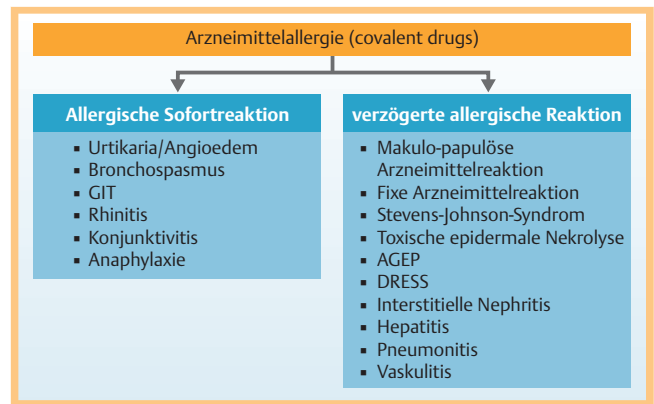 Arzneimittelallergie (covalent drugs)
Allergische Sofortreaktion
▪ Urtikaria/Angioedem
▪ Bronchospasmus
▪ GIT
▪ Rhinitis
▪ Konjunktivitis
▪ Anaphylaxie
verzögerte allergische Reaktion
▪ Makulo-papulöse
Arzneimittelreaktion
▪ Fixe Arzneimittelreaktion
▪ Stevens-Johnson-Syndrom
▪ Toxische epidermale Nekrolyse
▪ AGEP
▪ DRESS
▪ Interstitielle Nephritis
▪ Hepatitis
▪ Pneumonitis
▪ Vaskulitis